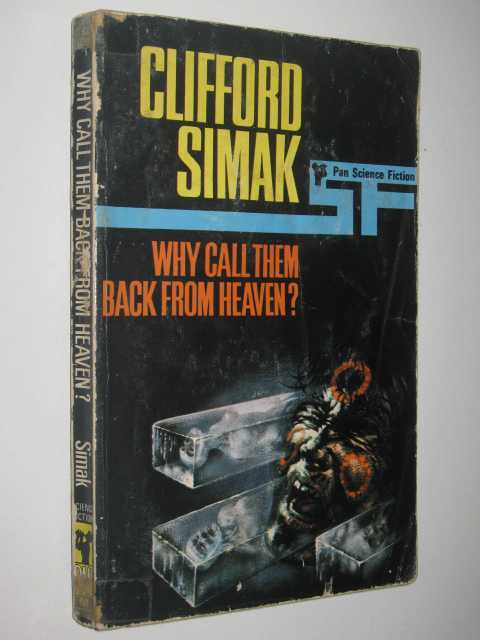 CLIFFORD
SIMAK
Pan Science Fiction
SF
WHY CALL THEM
BACK FROM HEAVEN?
WHY CALL THEM BACK FROM HEAVEN?
Simak